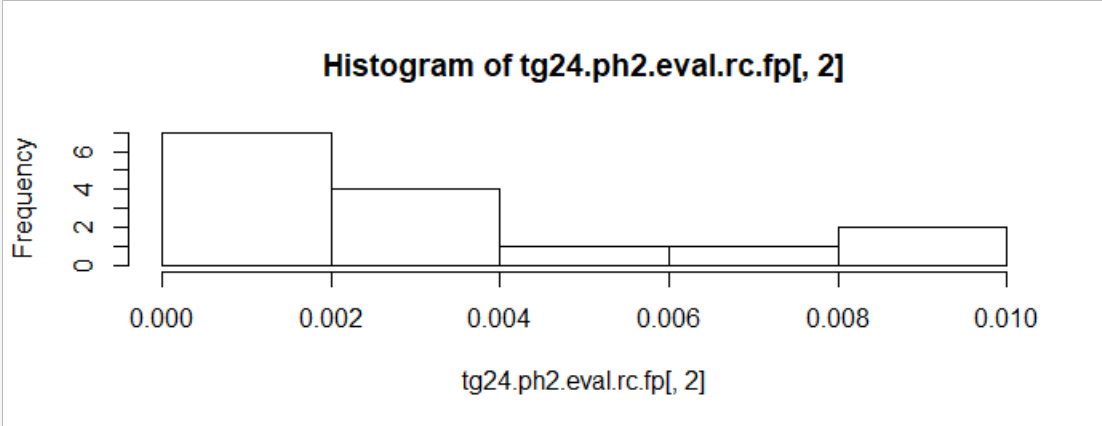 Histogram of tg24.ph2.eval.rc.fp[, 2]
Frequency
6
4
2
0
0.000 0.002 0.004 0.006 0.008 0.010
tg24.ph2.eval.rc.fp[, 2]